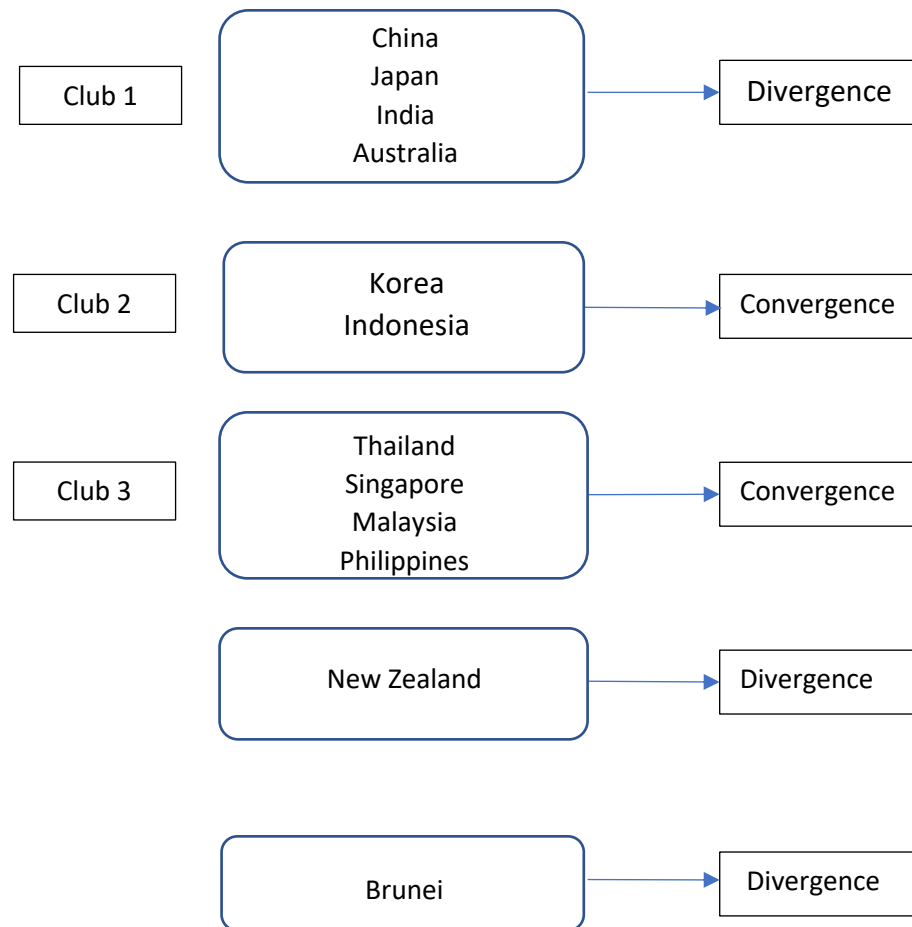 Club 1
China
Japan
India
Australia
Divergence
Club 2
Korea
Indonesia
Convergence
Club 3
Thailand
Singapore
Malaysia
Philippines
Convergence
New Zealand
Divergence
Brunei
Divergence